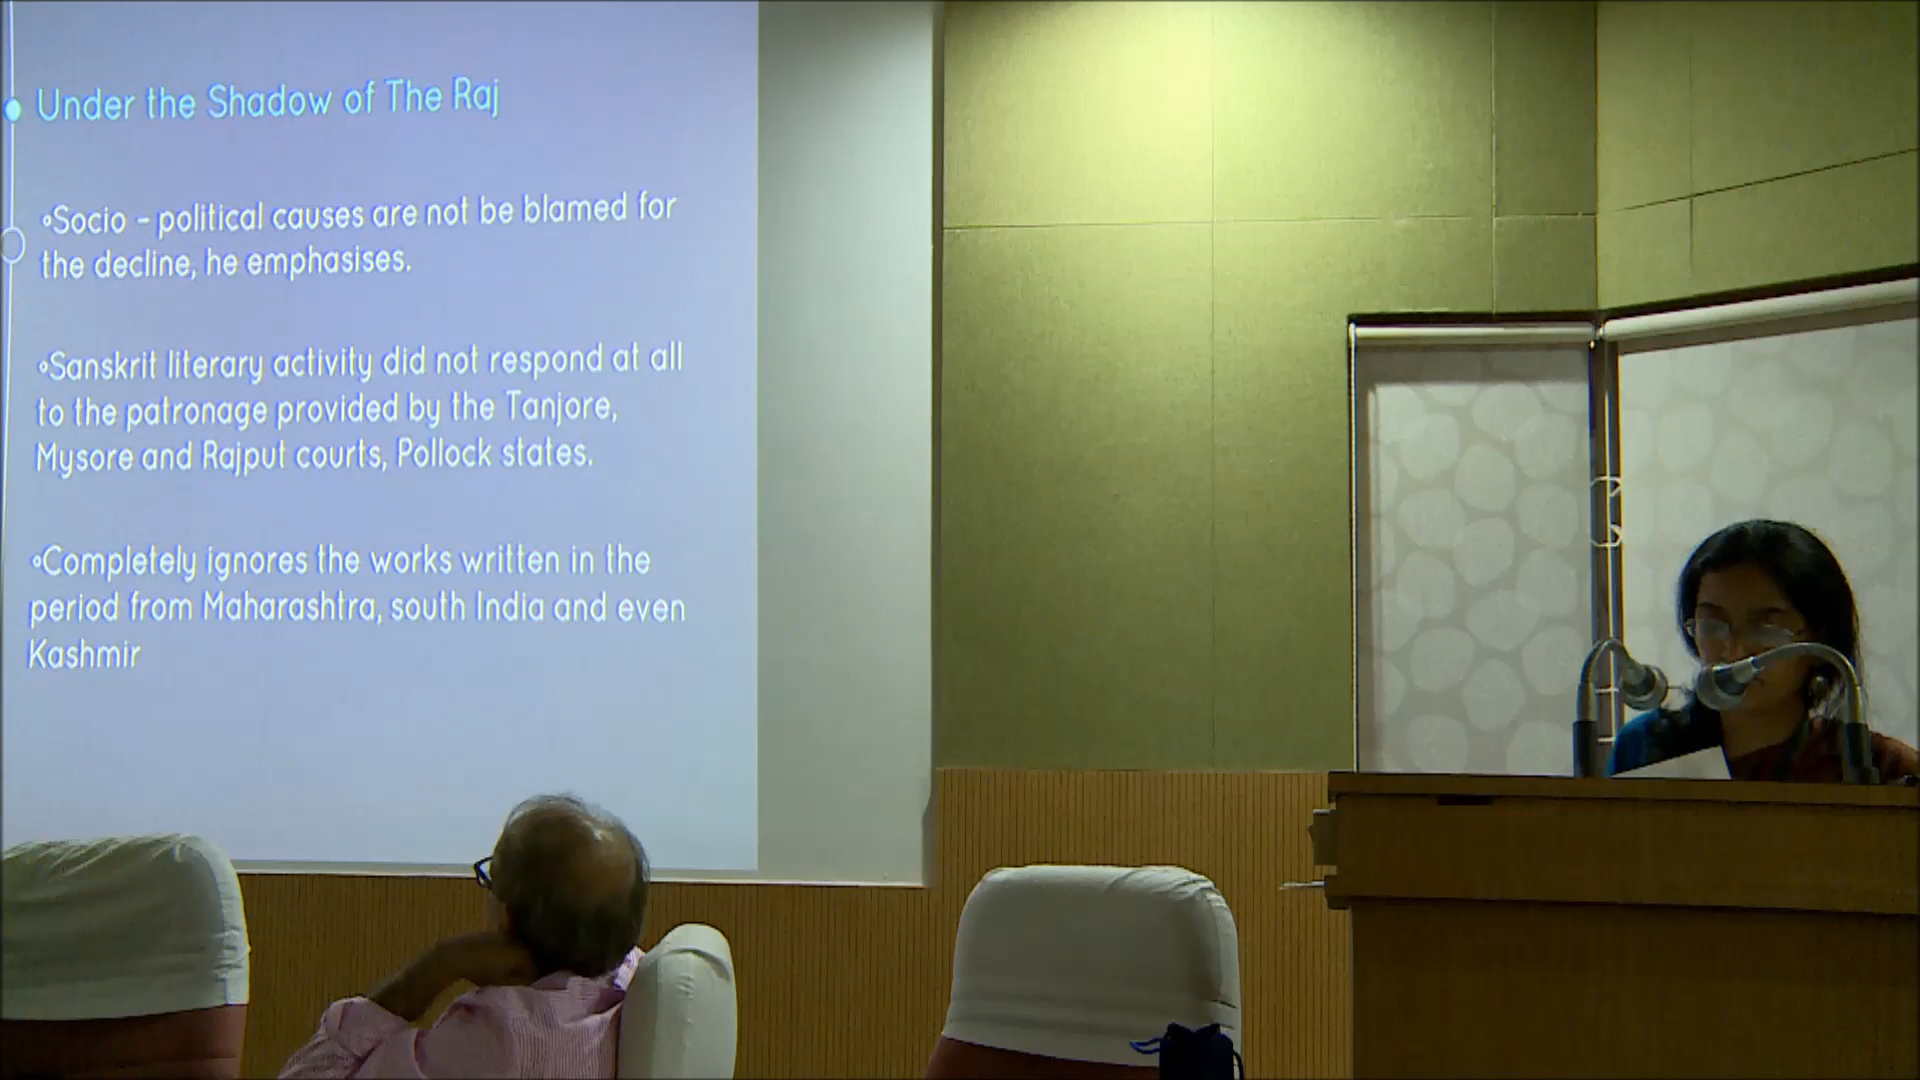 Under the Shadow of The Raj
◦Socio – political causes are not be blamed for
the decline, he emphasises.
◦Sanskrit literary activity did not respond at all
to the patronage provided by the Tanjore,
Mysore and Rajput courts, Pollock states.
◦Completely ignores the works written in the
period from Maharashtra, south India and even
Kashmir